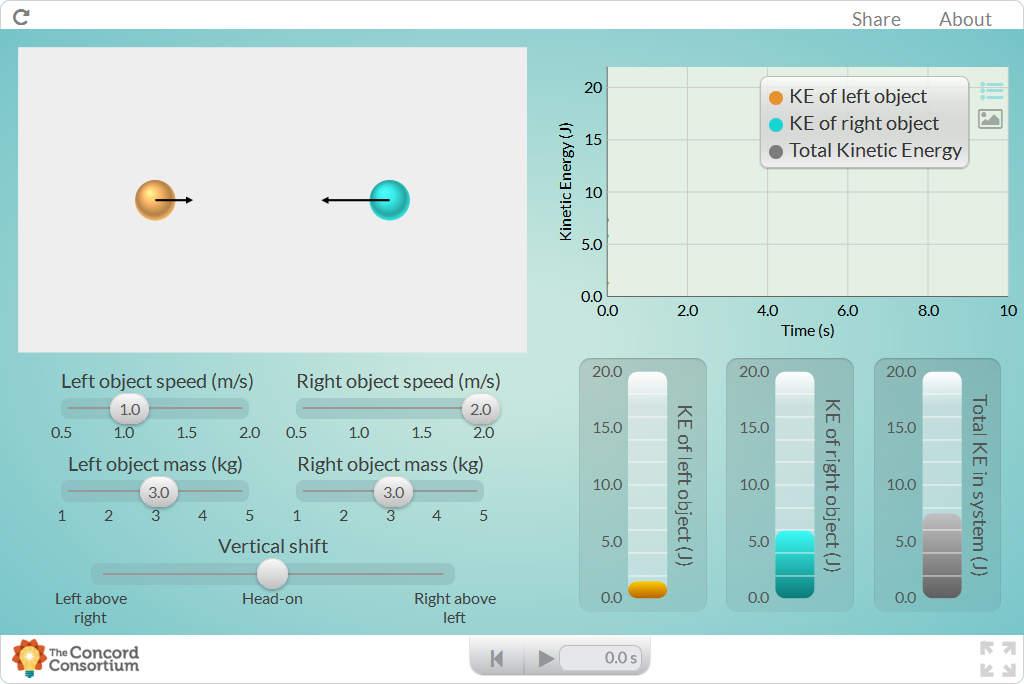 Share
About
20
15
10
5.0
0.0
Kinetic Energy (J)
KE of left object
KE of right object
Total Kinetic Energy
0.0 2.0 4.0 6.0 8.0 10
Time (s)
Left object speed (m/s)
1.0
0.5 1.0 1.5 2.0
Right object speed (m/s)
2.0
0.5 1.0 1.5 2.0
Left object mass (kg)
3.0
1 2 3 4 5
Right object mass (kg)
3.0
1 2 3 4 5
Vertical shift
Left above
right
Head-on
Right above
left
20.0
15.0
10.0
5.0
0.0
KE of left object (J)
20.0
15.0
10.0
5.0
0.0
KE of right object (J)
20.0
15.0
10.0
5.0
0.0
Total KE in system (J)
The Concord
Consortium
0.0 s